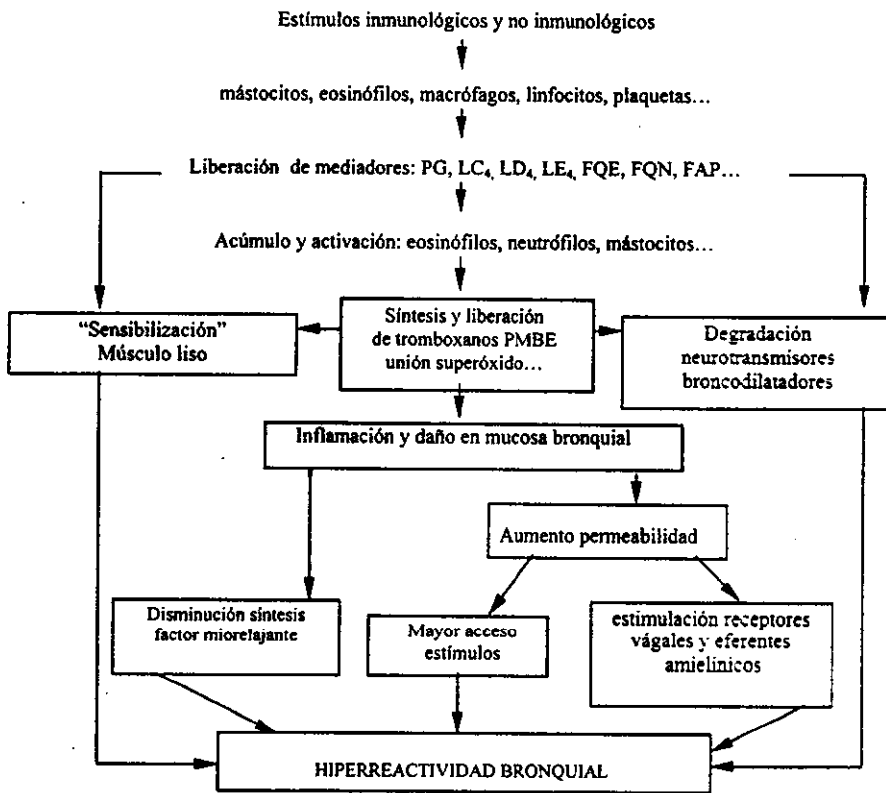 Estímulos inmunológicos y no inmunológicos
mástocitos, eosinófilos, macrófagos, linfocitos, plaquetas...
Liberación de mediadores: PG, LC₄, LD₄, LE₄, FQE, FQN, FAP...
Acúmulo y activación: eosinófilos, neutrófilos, mástocitos...
"Sensibilización"
Músculo liso
Síntesis y liberación
de tromboxanos PMBE
unión superóxido...
Degradación
neurotransmisores
broncodilatadores
Inflamación y daño en mucosa bronquial
Aumento permeabilidad
Disminución síntesis
factor miorelajante
Mayor acceso
estímulos
estimulación receptores
vágales y eferentes
amielínicos
HIPERREACTIVIDAD BRONQUIAL